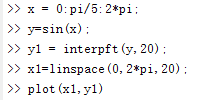 >> x = 0:pi/5:2*pi;
>> y=sin(x);
>> y1 = interpft(y,20);
>> x1=linspace(0,2*pi,20);
>> plot(x1,y1)